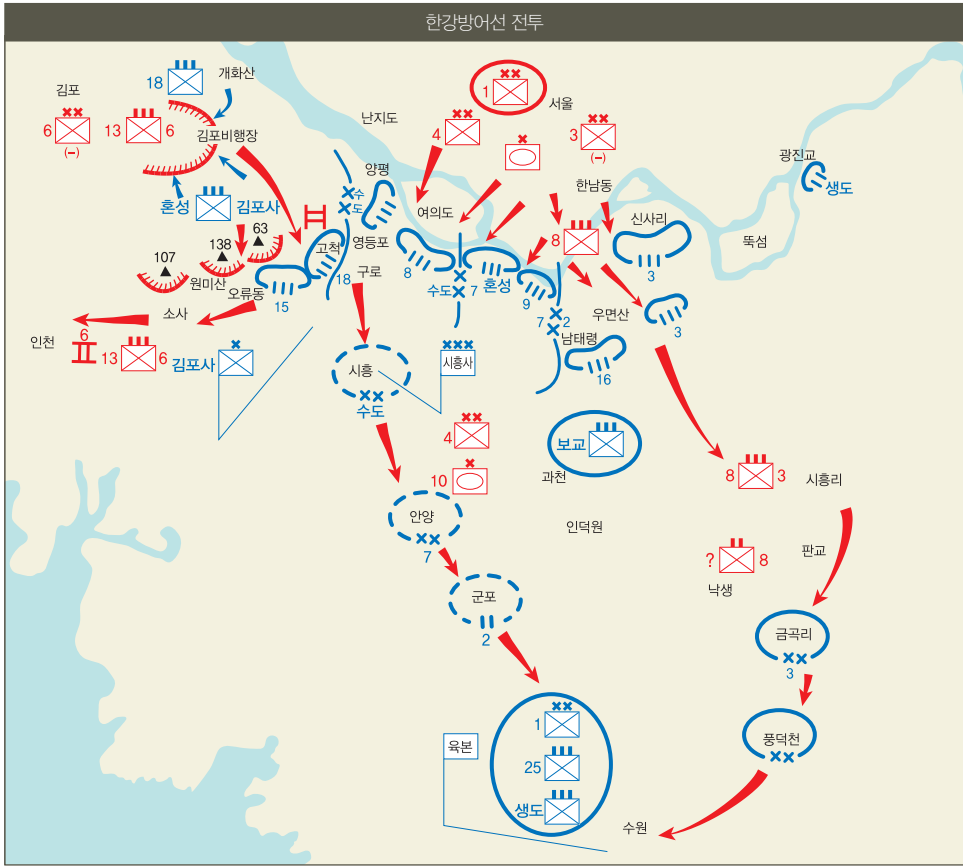 한강방어선 전투
18
개화산
김포
6
(-)
13
6
김포비행장
난지도
1
서울
4
3
(-)
광진교
생도
양평
수도
여의도
한남동
신사리
3
뚝섬
혼성
김포사
63
138
107
원미산
고척
18
영등포
구로
8
수도
7
혼성
8
9
7
2
우면산
3
오류동
15
소사
인천
6
13
6
김포사
시흥
수도
시흥사
남태령
16
4
10
보교
과천
8
3
시흥리
안양
7
인덕원
?
8
낙생
판교
군포
2
금곡리
3
풍덕천
1
육본
25
생도
수원